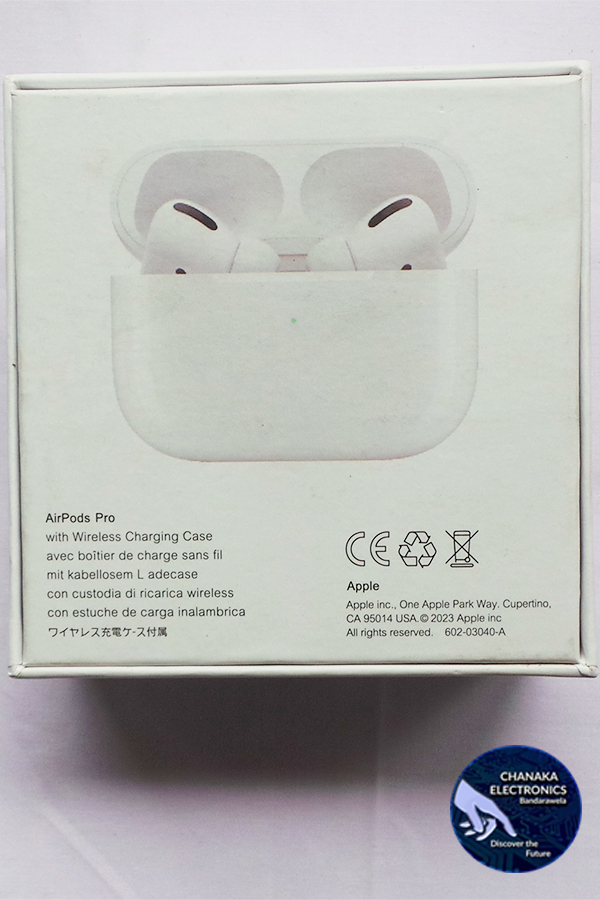 AirPods Pro
with Wireless Charging Case
avec boîtier de charge sans fil
mit kabellosem L adecase
con custodia di ricarica wireless
con estuche de carga inalambrica
ワイヤレス充電ケース付属
CE
Apple
Apple inc., One Apple Park Way. Cupertino,
CA 95014 USA.© 2023 Apple inc
All rights reserved. 602-03040-A
CHANAKA
ELECTRONICS
Bandarawela
Discover the
Future